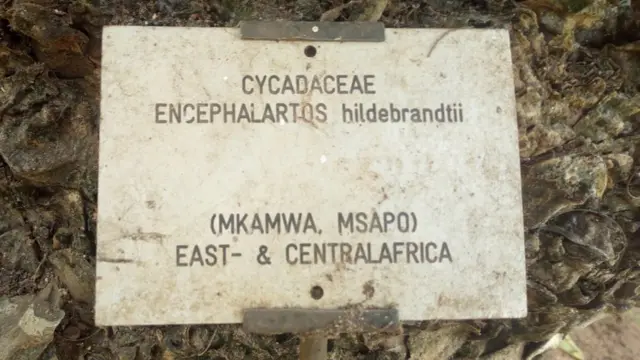 CYCADACEAE
ENCEPHALARTOS hildebrandtii
(MKAMWA, MSAPO)
EAST- & CENTRALAFRICA